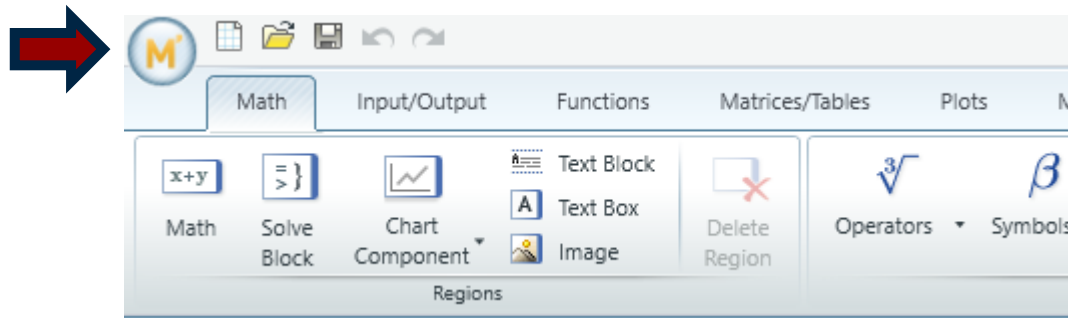 M
Math Input/Output Functions Matrices/Tables Plots
x+y Math
Solve Block
Chart Component
Text Block
A Text Box
Image
Delete Region
Operators
β Symbols
Regions